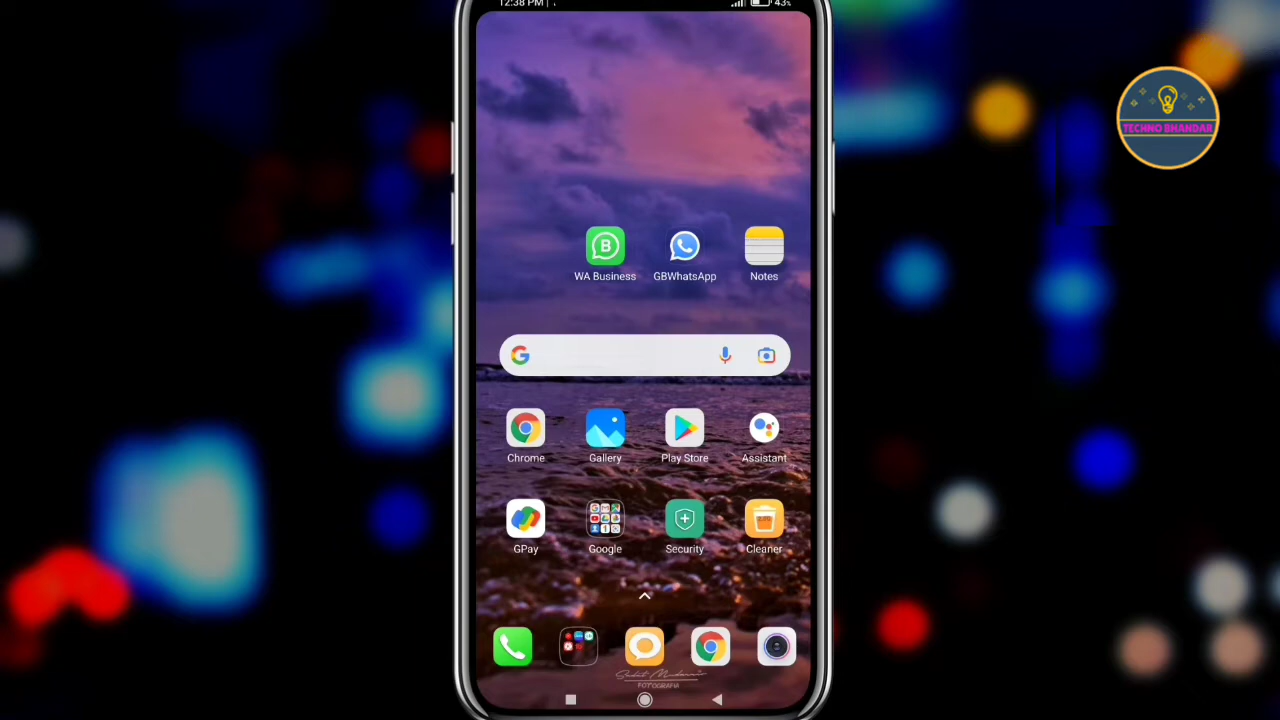 12:38 PM
43%
TECHNO BHANDAR
WA Business
GBWhatsApp
Notes
Chrome
Gallery
Play Store
Assistant
GPay
Google
Security
Cleaner
FOTOGRAFIA